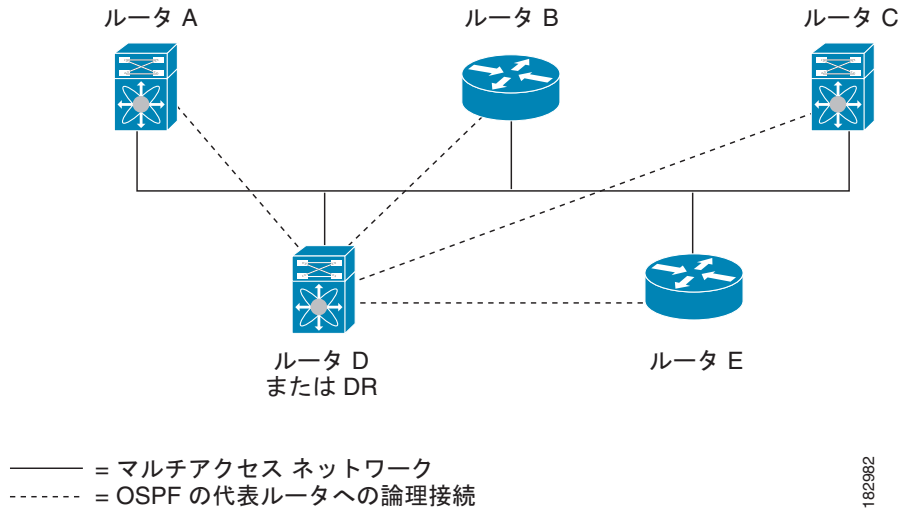 ルータ A
ルータ B
ルータ C
ルータ D
または DR
ルータ E
= マルチアクセス ネットワーク
= OSPF の代表ルータへの論理接続
182982